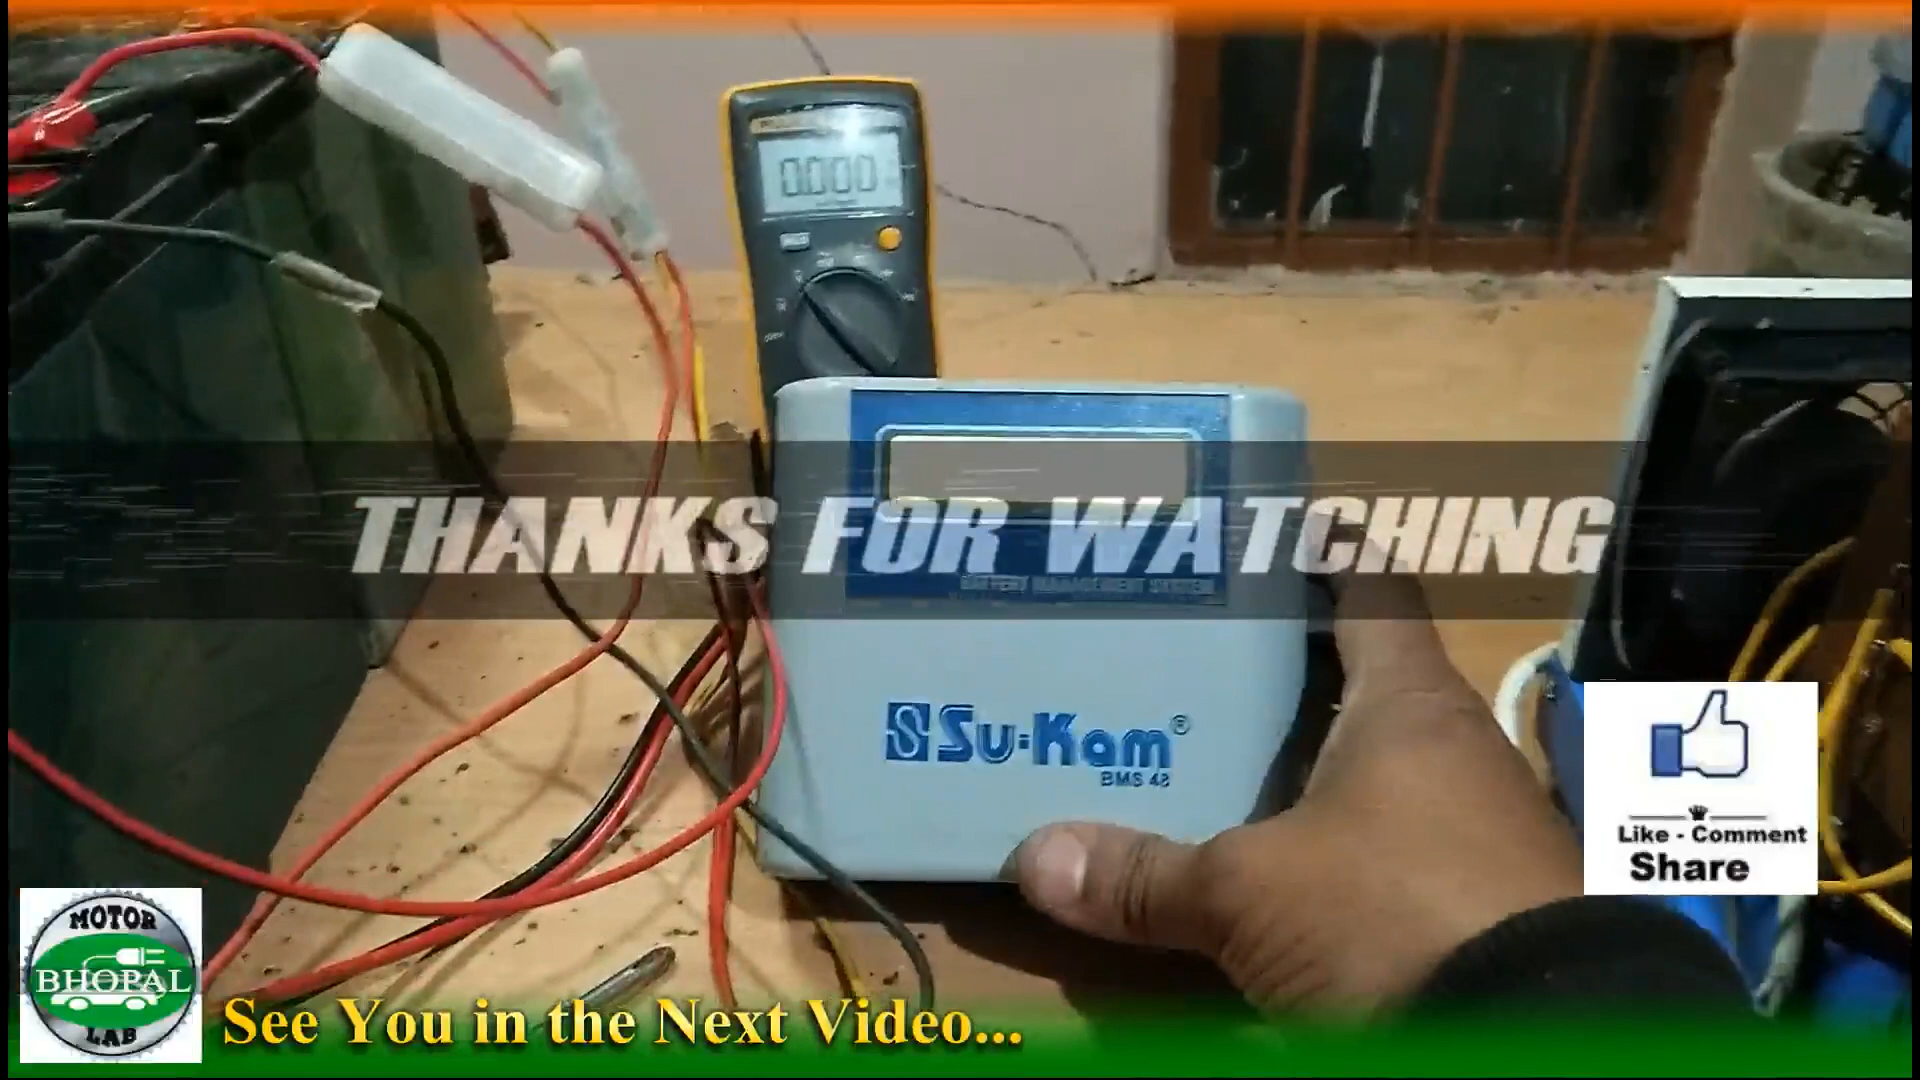 0.000
THANKS FOR WATCHING
BATTERY MANAGEMENT SYSTEM
Su-Kam®
BMS 48
Like - Comment
Share
MOTOR
BHOPAL
LAB
See You in the Next Video...